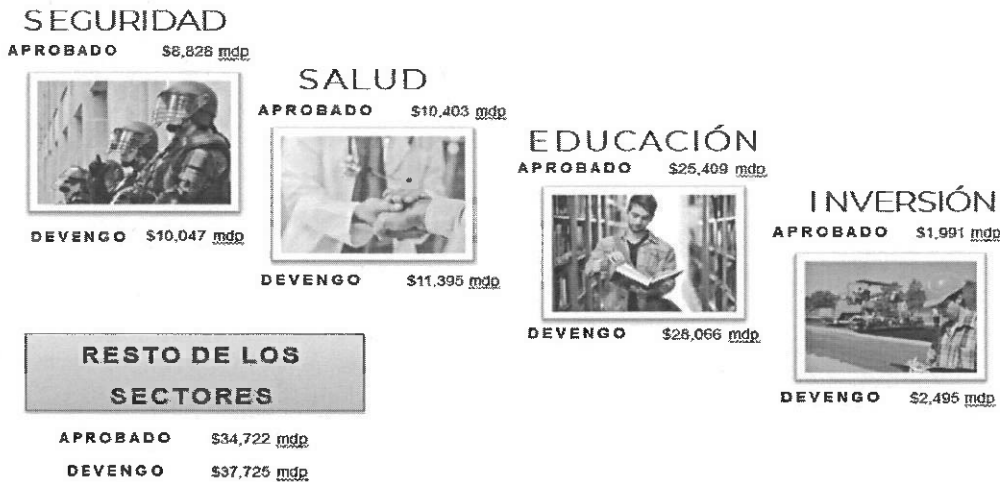 SEGURIDAD
APROBADO $8,828 mdp
DEVENGO $10,047 mdp
SALUD
APROBADO $10,403 mdp
DEVENGO $11,395 mdp
EDUCACIÓN
APROBADO $25,409 mdp
DEVENGO $28,066 mdp
INVERSIÓN
APROBADO $1,991 mdp
DEVENGO $2,495 mdp
RESTO DE LOS
SECTORES
APROBADO $34,722 mdp
DEVENGO $37,725 mdp